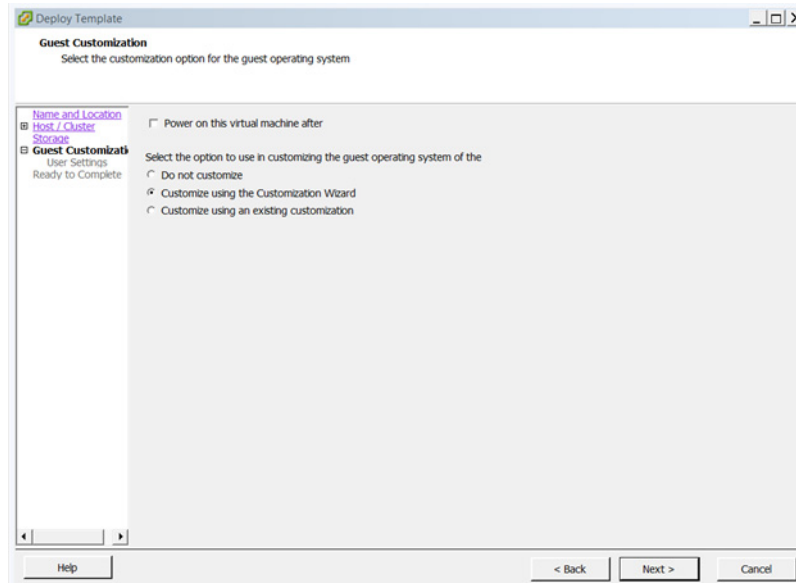 Deploy Template
Guest Customization
Select the customization option for the guest operating system
Name and Location
Host / Cluster
Storage
Guest Customizati
User Settings
Ready to Complete
Power on this virtual machine after
Select the option to use in customizing the guest operating system of the
Do not customize
Customize using the Customization Wizard
Customize using an existing customization
Help
< Back
Next >
Cancel